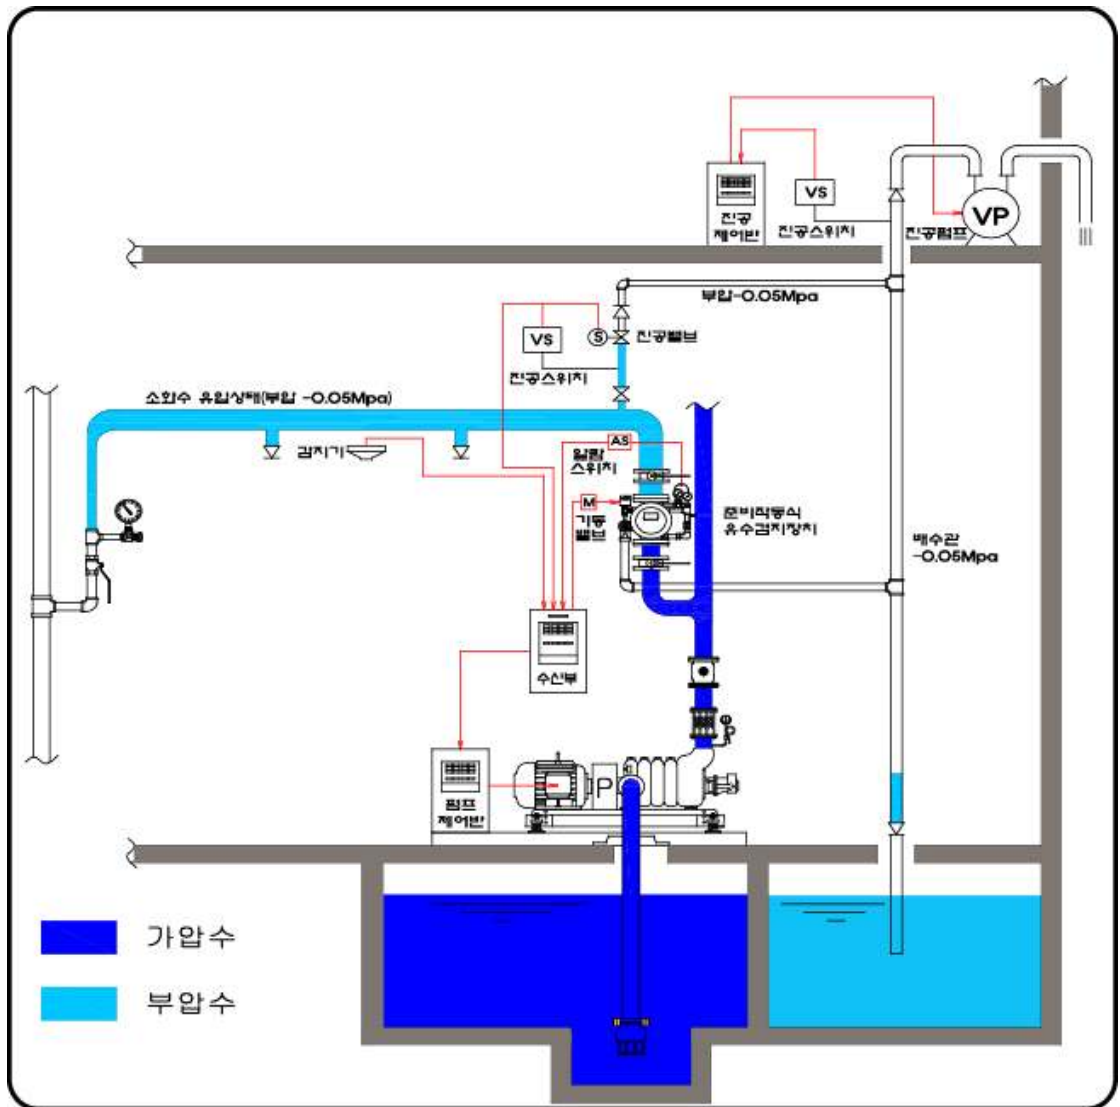 VS
진공
제어반
진공스위치
진공펌프
VP
부압-0.05Mpa
VS
S
진공밸브
진공스위치
소화수 유입상태(부압 -0.05Mpa)
감지기
알람
스위치
AS
M
기동
밸브
준비작동식
유수검지장치
배수관
-0.05Mpa
수신부
펌프
제어반
P
가압수
부압수